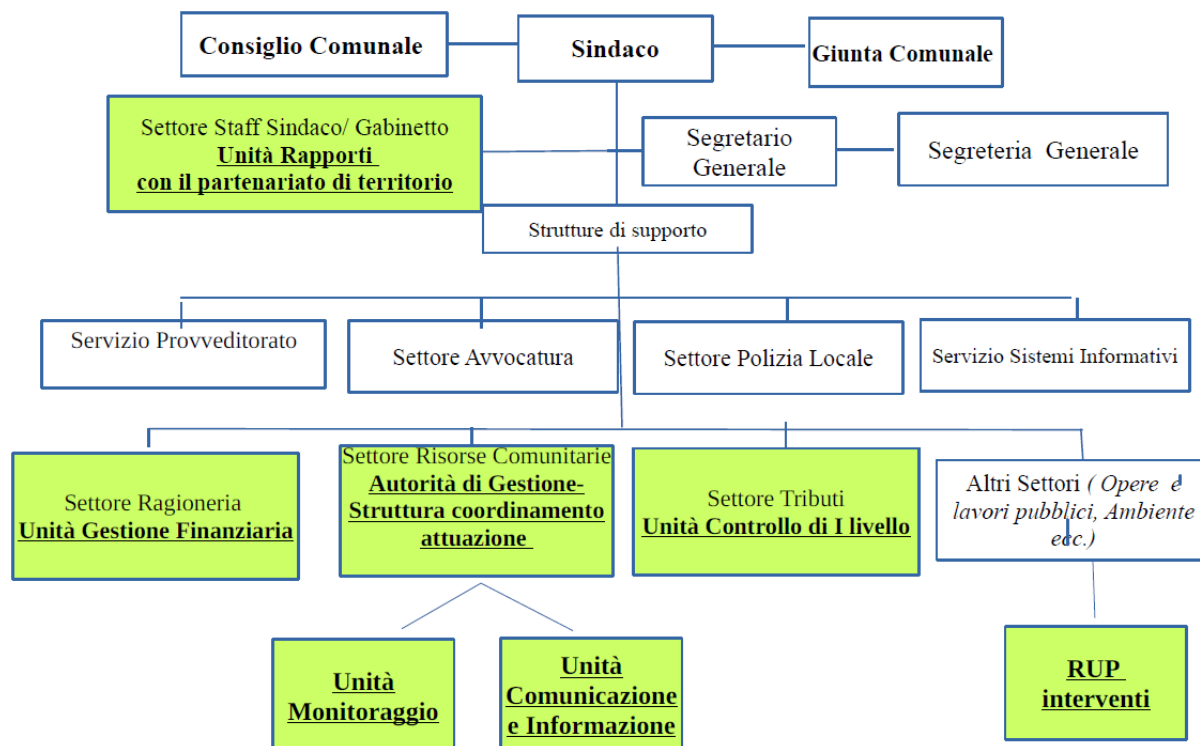 Consiglio Comunale
Sindaco
Giunta Comunale
Settore Staff Sindaco/ Gabinetto
Unità Rapporti
con il partenariato di territorio
Segretario
Generale
Segreteria Generale
Strutture di supporto
Servizio Provveditorato
Settore Avvocatura
Settore Polizia Locale
Servizio Sistemi Informativi
Settore Ragioneria
Unità Gestione Finanziaria
Settore Risorse Comunitarie
Autorità di Gestione-
Struttura coordinamento
attuazione
Settore Tributi
Unità Controllo di I livello
Altri Settori ( Opere e
lavori pubblici, Ambiente
ecc.)
Unità
Monitoraggio
Unità
Comunicazione
e Informazione
RUP
interventi